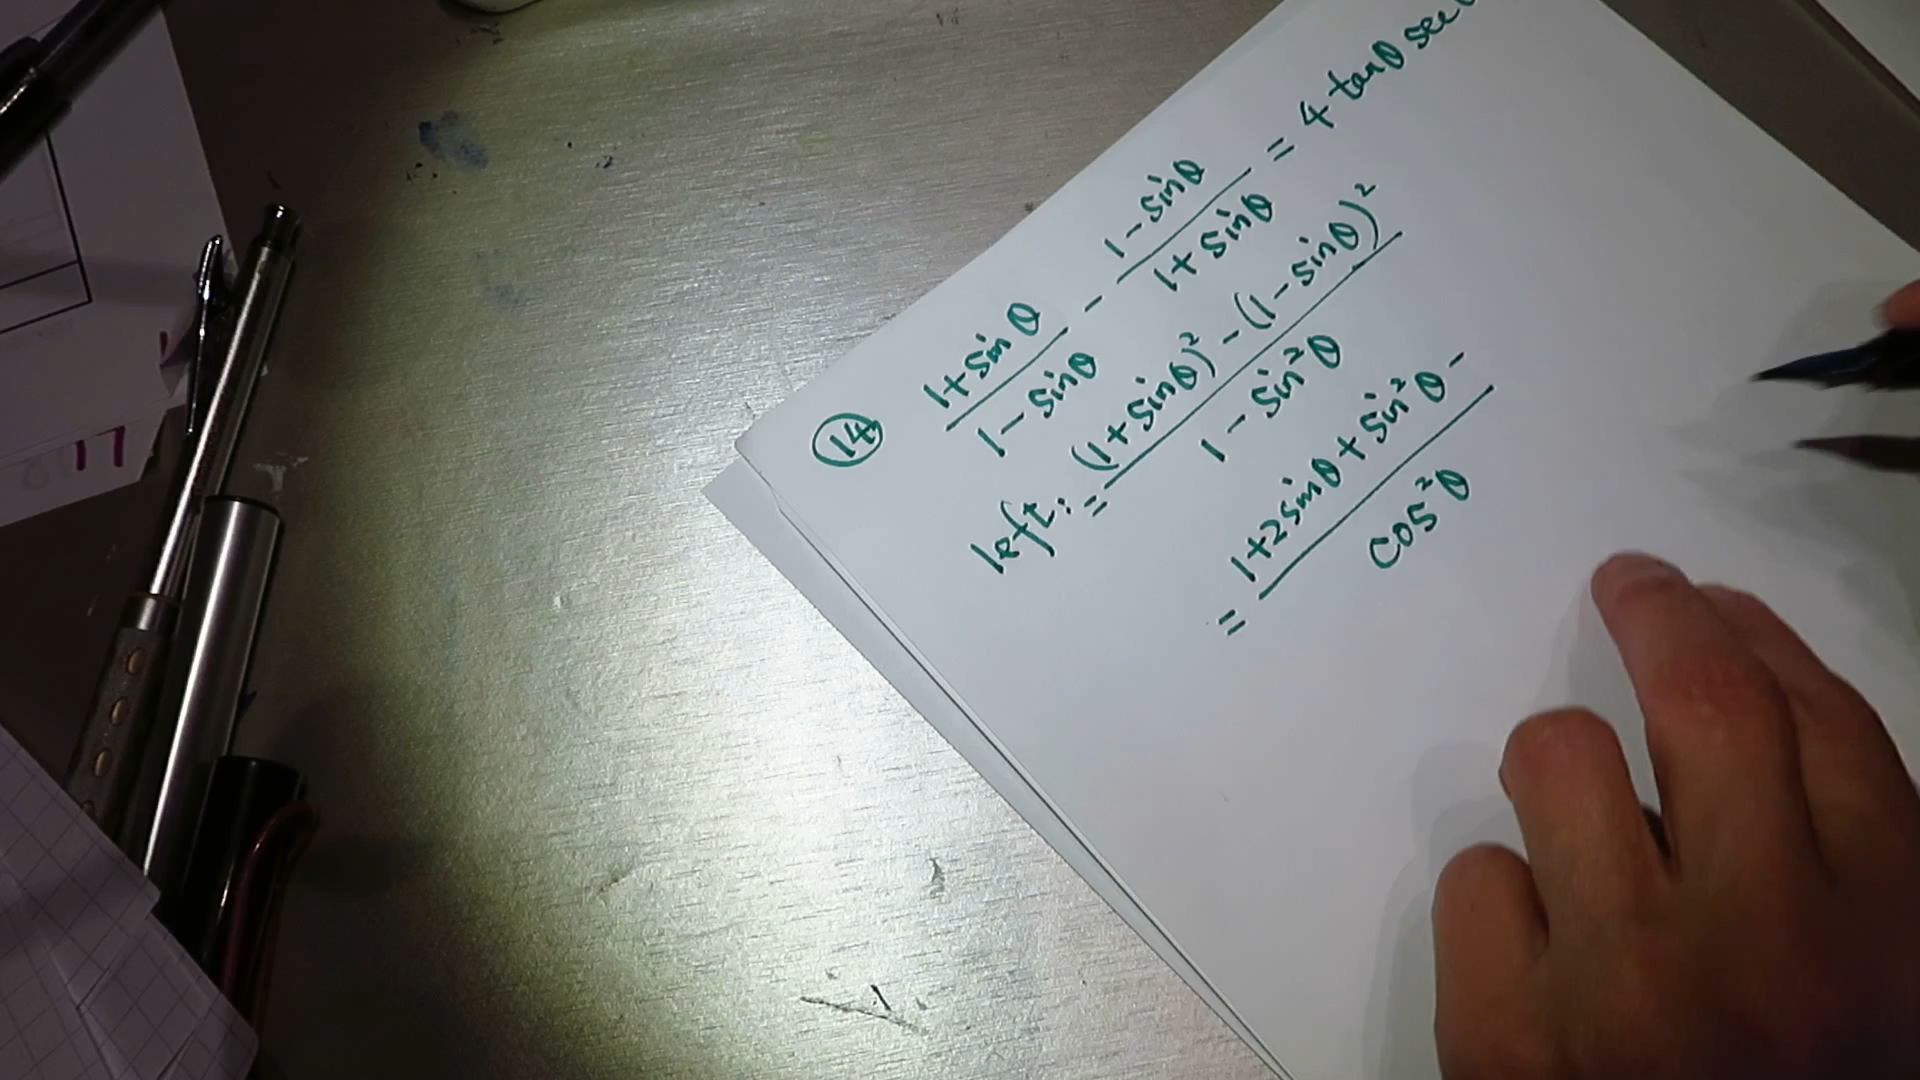 (14) (1+sinθ)/(1-sinθ) - (1-sinθ)/(1+sinθ) = 4 tanθ sec
left: = ((1+sinθ)² - (1-sinθ)²)/(1-sin²θ)
= (1+2sinθ+sin²θ-)/(cos²θ)
17